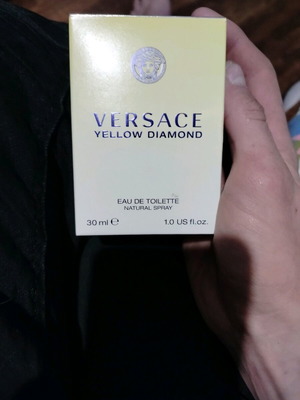 VERSACE
YELLOW DIAMOND
EAU DE TOILETTE
NATURAL SPRAY
30 ml ℮ 1.0 US fl.oz.